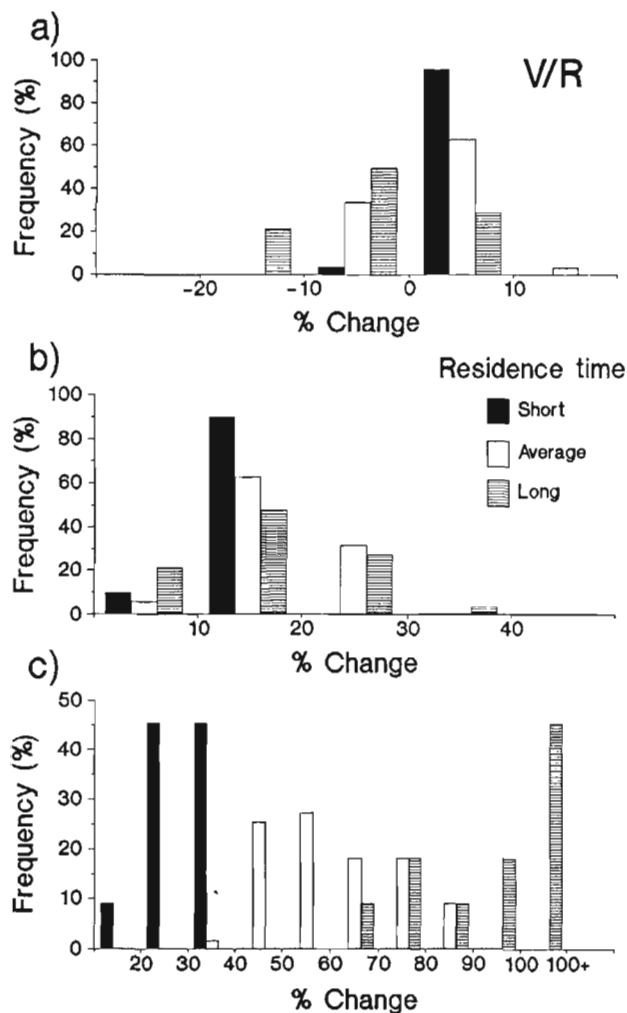 a)
V/R
100
80
60
40
20
0
Frequency (%)
-20 -10 0 10
% Change
b)
Residence time
Short
Average
Long
100
80
60
40
20
0
Frequency (%)
10 20 30 40
% Change
c)
50
40
30
20
10
0
Frequency (%)
20 30 40 50 60 70 80 90 100 100+
% Change